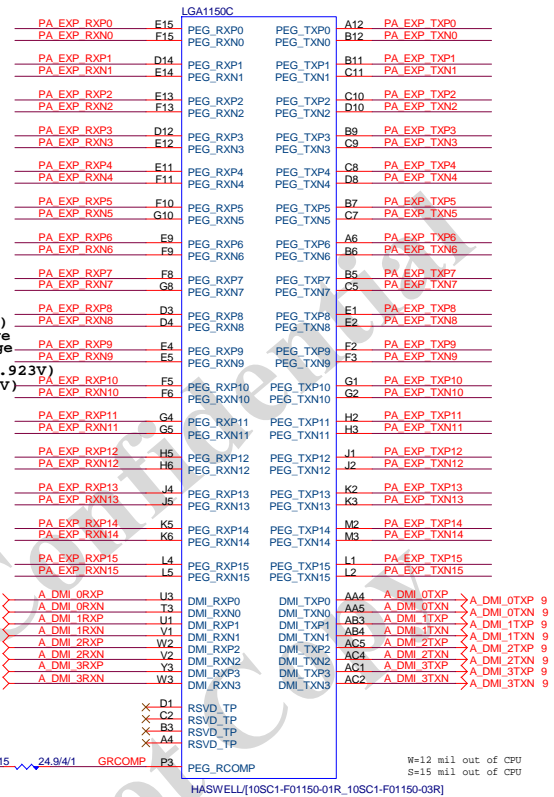 LGA1150C
PA_EXP_RXP0 E15 PEG_RXP0 PEG_TXP0 A12 PA_EXP_TXP0
PA_EXP_RXN0 F15 PEG_RXN0 PEG_TXN0 B12 PA_EXP_TXN0
PA_EXP_RXP1 D14 PEG_RXP1 PEG_TXP1 B11 PA_EXP_TXP1
PA_EXP_RXN1 E14 PEG_RXN1 PEG_TXN1 C11 PA_EXP_TXN1
PA_EXP_RXP2 E13 PEG_RXP2 PEG_TXP2 C10 PA_EXP_TXP2
PA_EXP_RXN2 F13 PEG_RXN2 PEG_TXN2 D10 PA_EXP_TXN2
PA_EXP_RXP3 D12 PEG_RXP3 PEG_TXP3 B9 PA_EXP_TXP3
PA_EXP_RXN3 E12 PEG_RXN3 PEG_TXN3 C9 PA_EXP_TXN3
PA_EXP_RXP4 E11 PEG_RXP4 PEG_TXP4 C8 PA_EXP_TXP4
PA_EXP_RXN4 F11 PEG_RXN4 PEG_TXN4 D8 PA_EXP_TXN4
PA_EXP_RXP5 F10 PEG_RXP5 PEG_TXP5 B7 PA_EXP_TXP5
PA_EXP_RXN5 G10 PEG_RXN5 PEG_TXN5 C7 PA_EXP_TXN5
PA_EXP_RXP6 E9 PEG_RXP6 PEG_TXP6 A6 PA_EXP_TXP6
PA_EXP_RXN6 F9 PEG_RXN6 PEG_TXN6 B6 PA_EXP_TXN6
PA_EXP_RXP7 F8 PEG_RXP7 PEG_TXP7 B5 PA_EXP_TXP7
PA_EXP_RXN7 G8 PEG_RXN7 PEG_TXN7 C5 PA_EXP_TXN7
PA_EXP_RXP8 D3 PEG_RXP8 PEG_TXP8 E1 PA_EXP_TXP8
)
PA_EXP_RXN8 D4 PEG_RXN8 PEG_TXN8 E2 PA_EXP_TXN8
PA_EXP_RXP9 E4 PEG_RXP9 PEG_TXP9 F2 PA_EXP_TXP9
PA_EXP_RXN9 E5 PEG_RXN9 PEG_TXN9 F3 PA_EXP_TXN9
.923V)
PA_EXP_RXP10 F5 PEG_RXP10 PEG_TXP10 G1 PA_EXP_TXP10
V)
PA_EXP_RXN10 F6 PEG_RXN10 PEG_TXN10 G2 PA_EXP_TXN10
PA_EXP_RXP11 G4 PEG_RXP11 PEG_TXP11 H2 PA_EXP_TXP11
PA_EXP_RXN11 G5 PEG_RXN11 PEG_TXN11 H3 PA_EXP_TXN11
PA_EXP_RXP12 H5 PEG_RXP12 PEG_TXP12 J1 PA_EXP_TXP12
PA_EXP_RXN12 H6 PEG_RXN12 PEG_TXN12 J2 PA_EXP_TXN12
PA_EXP_RXP13 J4 PEG_RXP13 PEG_TXP13 K2 PA_EXP_TXP13
PA_EXP_RXN13 J5 PEG_RXN13 PEG_TXN13 K3 PA_EXP_TXN13
PA_EXP_RXP14 K5 PEG_RXP14 PEG_TXP14 M2 PA_EXP_TXP14
PA_EXP_RXN14 K6 PEG_RXN14 PEG_TXN14 M3 PA_EXP_TXN14
PA_EXP_RXP15 L4 PEG_RXP15 PEG_TXP15 L1 PA_EXP_TXP15
PA_EXP_RXN15 L5 PEG_RXN15 PEG_TXN15 L2 PA_EXP_TXN15
A_DMI_0RXP U3 DMI_RXP0 DMI_TXP0 AA4 A_DMI_0TXP A_DMI_0TXP 9
A_DMI_0RXN T3 DMI_RXN0 DMI_TXN0 AA5 A_DMI_0TXN A_DMI_0TXN 9
A_DMI_1RXP U1 DMI_RXP1 DMI_TXP1 AB3 A_DMI_1TXP A_DMI_1TXP 9
A_DMI_1RXN V1 DMI_RXN1 DMI_TXN1 AB4 A_DMI_1TXN A_DMI_1TXN 9
A_DMI_2RXP W2 DMI_RXP2 DMI_TXP2 AC5 A_DMI_2TXP A_DMI_2TXP 9
A_DMI_2RXN V2 DMI_RXN2 DMI_TXN2 AC4 A_DMI_2TXN A_DMI_2TXN 9
A_DMI_3RXP Y3 DMI_RXP3 DMI_TXP3 AC1 A_DMI_3TXP A_DMI_3TXP 9
A_DMI_3RXN W3 DMI_RXN3 DMI_TXN3 AC2 A_DMI_3TXN A_DMI_3TXN 9
D1 RSVD_TP
C2 RSVD_TP
B3 RSVD_TP
A4 RSVD_TP
15 24.9/4/1 GRCOMP P3 PEG_RCOMP
W=12 mil out of CPU
S=15 mil out of CPU
HASWELL/[10SC1-F01150-01R_10SC1-F01150-03R]
Confidential